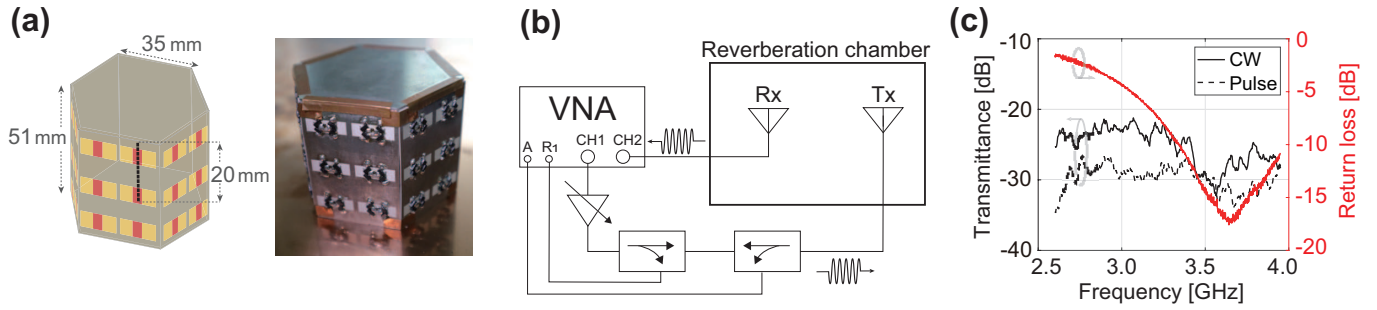 (a)
35 mm
51 mm
20 mm
(b)
Reverberation chamber
VNA
A
R1
CH1
CH2
Rx
Tx
(c)
Transmittance [dB]
-10
-20
-30
-40
CW
Pulse
0
-5
-10
-15
-20
Return loss [dB]
2.5
3.0
3.5
4.0
Frequency [GHz]